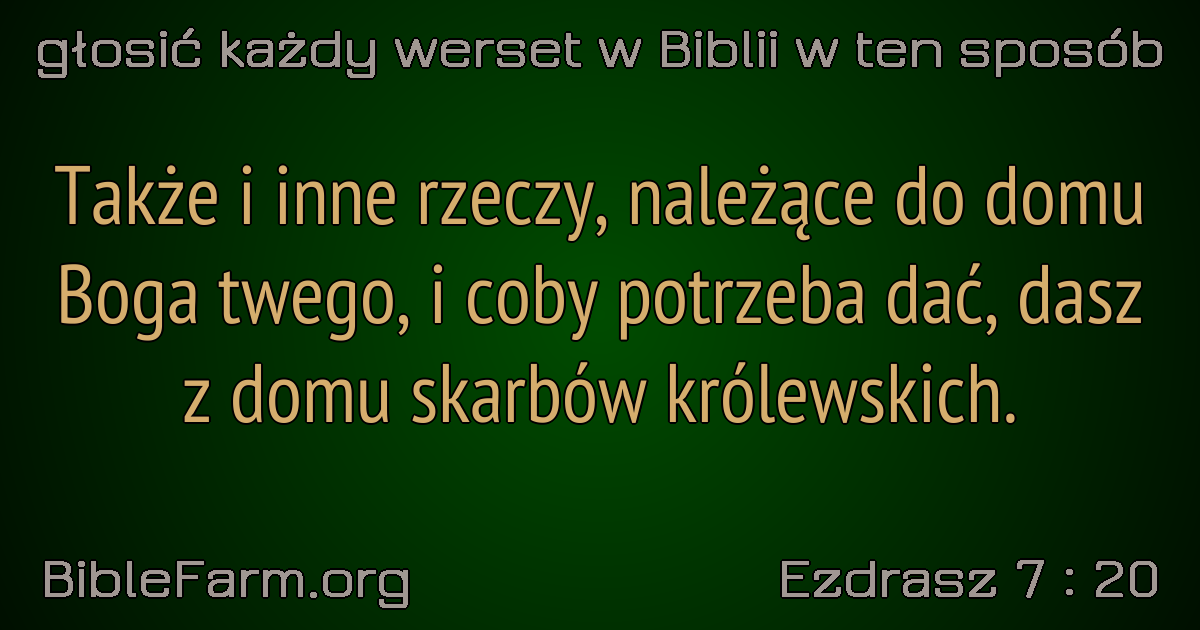 głosić każdy werset w Biblii w ten sposób
Także i inne rzeczy, należące do domu
Boga twego, i coby potrzeba dać, dasz
z domu skarbów królewskich.
BibleFarm.org
Ezdrasz 7 : 20